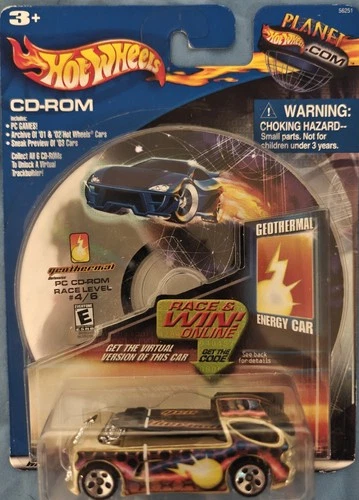 3+
Hot Wheels
CD-ROM
Includes:
• PC GAMES!
• Archive Of '01 & '02 Hot Wheels® Cars
• Sneak Preview Of '03 Cars
Collect All 6 CD-ROMs
To Unlock A Virtual
Trackbuilder!
56251
PLANET
Hot Wheels
.COM
WARNING:
CHOKING HAZARD--
Small parts. Not for
children under 3 years.
geothermal
PC CD-ROM
RACE LEVEL
#4/6
E
GEOTHERMAL
ENERGY CAR
RACE &
WIN!
ONLINE
GET THE
CODE!
See back
for details
GET THE VIRTUAL
VERSION OF THIS CAR